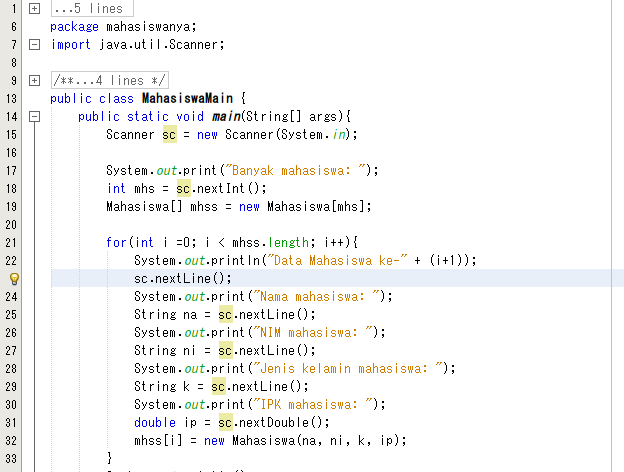 1 ...5 lines
6 package mahasiswanya;
7 import java.util.Scanner;
8
9 /**...4 lines */
13 public class MahasiswaMain {
14 public static void main(String[] args){
15 Scanner sc = new Scanner(System.in);
16
17 System.out.print("Banyak mahasiswa: ");
18 int mhs = sc.nextInt();
19 Mahasiswa[] mhss = new Mahasiswa[mhs];
20
21 for(int i =0; i < mhss.length; i++){
22 System.out.println("Data Mahasiswa ke-" + (i+1));
sc.nextLine();
24 System.out.print("Nama mahasiswa: ");
25 String na = sc.nextLine();
26 System.out.print("NIM mahasiswa: ");
27 String ni = sc.nextLine();
28 System.out.print("Jenis kelamin mahasiswa: ");
29 String k = sc.nextLine();
30 System.out.print("IPK mahasiswa: ");
31 double ip = sc.nextDouble();
32 mhss[i] = new Mahasiswa(na, ni, k, ip);
33 }